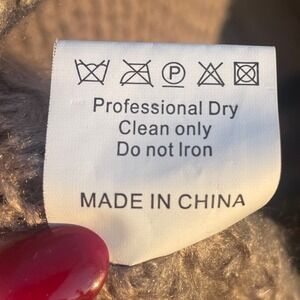 P
Professional Dry
Clean only
Do not Iron
MADE IN CHINA